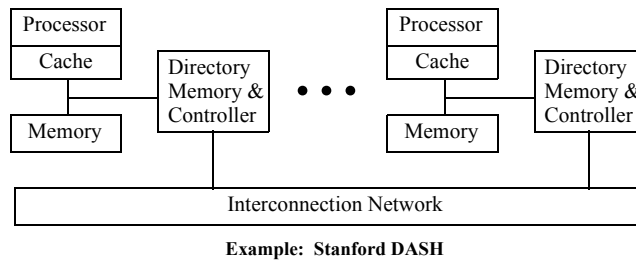 Processor
Cache
Memory
Directory
Memory &
Controller
• • •
Processor
Cache
Memory
Directory
Memory &
Controller
Interconnection Network
Example: Stanford DASH